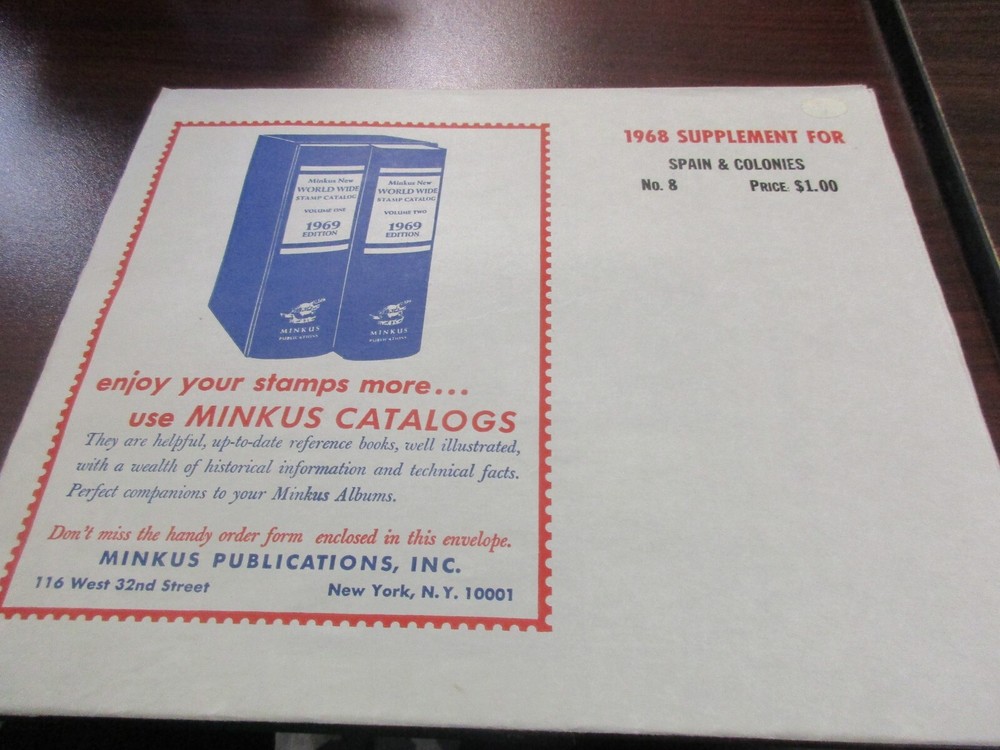 1968 SUPPLEMENT FOR
SPAIN & COLONIES
No. 8 PRICE: $1.00
Minkus New
WORLD WIDE
STAMP CATALOG
VOLUME ONE
1969
EDITION
MINKUS
PUBLICATIONS
Minkus New
WORLD WIDE
STAMP CATALOG
VOLUME TWO
1969
EDITION
MINKUS
PUBLICATIONS
enjoy your stamps more...
use MINKUS CATALOGS
They are helpful, up-to-date reference books, well illustrated,
with a wealth of historical information and technical facts.
Perfect companions to your Minkus Albums.
Don't miss the handy order form enclosed in this envelope.
MINKUS PUBLICATIONS, INC.
116 West 32nd Street New York, N.Y. 10001